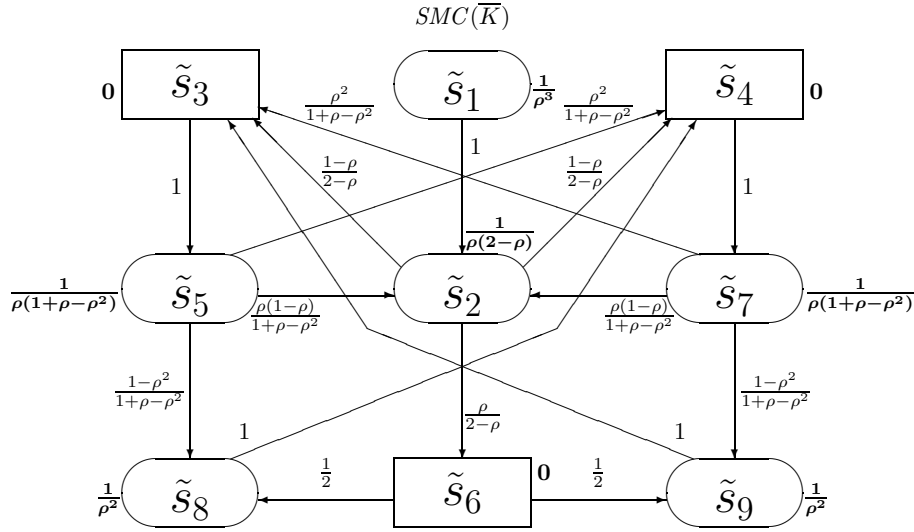 SMC(K̅)
0 s̃₃ s̃₁ 1/ρ³ s̃₄ 0
ρ²/(1+ρ−ρ²) ρ²/(1+ρ−ρ²)
1 (1−ρ)/(2−ρ) 1 (1−ρ)/(2−ρ) 1
1/(ρ(2−ρ))
1/(ρ(1+ρ−ρ²)) s̃₅ s̃₂ s̃₇ 1/(ρ(1+ρ−ρ²))
ρ(1−ρ)/(1+ρ−ρ²) ρ(1−ρ)/(1+ρ−ρ²)
(1−ρ²)/(1+ρ−ρ²) (1−ρ²)/(1+ρ−ρ²)
1 ρ/(2−ρ) 1
1/ρ² s̃₈ 1/2 s̃₆ 0 1/2 s̃₉ 1/ρ²